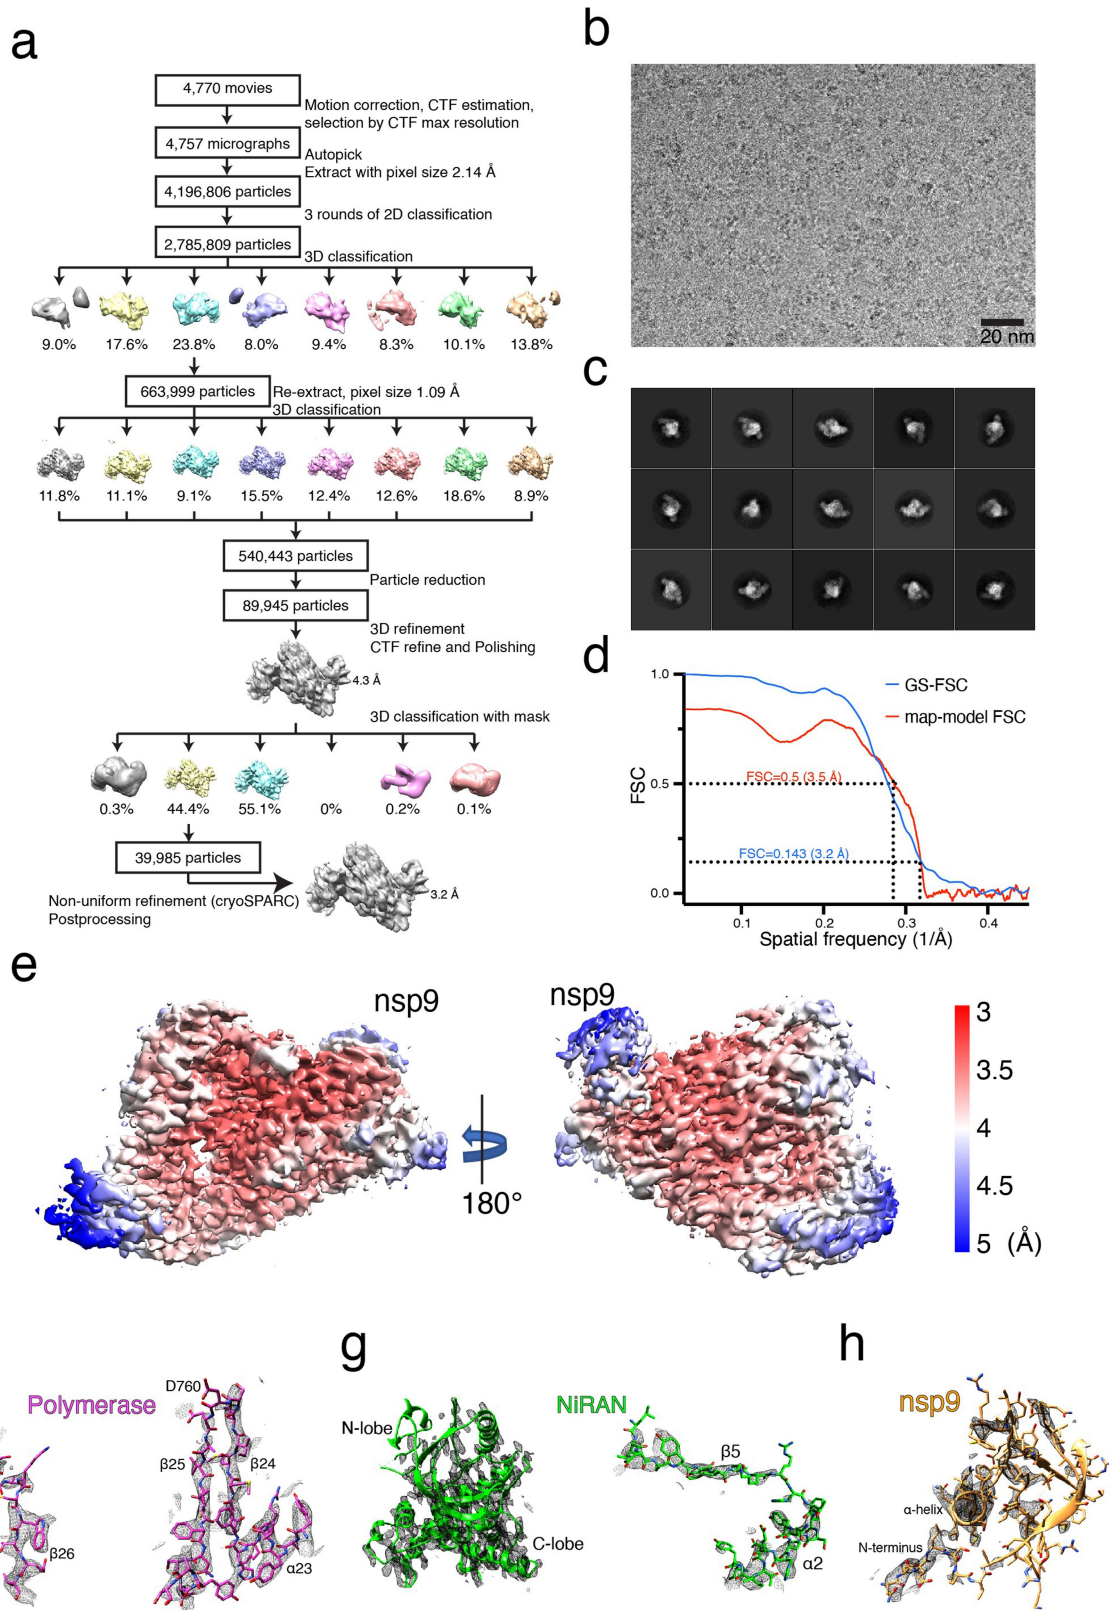 a
4,770 movies
Motion correction, CTF estimation,
selection by CTF max resolution
4,757 micrographs
Autopick
Extract with pixel size 2.14 Å
4,196,806 particles
3 rounds of 2D classification
2,785,809 particles
3D classification
9.0% 17.6% 23.8% 8.0% 9.4% 8.3% 10.1% 13.8%
663,999 particles
Re-extract, pixel size 1.09 Å
3D classification
11.8% 11.1% 9.1% 15.5% 12.4% 12.6% 18.6% 8.9%
540,443 particles
Particle reduction
89,945 particles
3D refinement
CTF refine and Polishing
4.3 Å
3D classification with mask
0.3% 44.4% 55.1% 0% 0.2% 0.1%
39,985 particles
Non-uniform refinement (cryoSPARC)
Postprocessing
3.2 Å
b
20 nm
c
d
1.0
0.5
0.0
FSC
GS-FSC
map-model FSC
FSC=0.5 (3.5 Å)
FSC=0.143 (3.2 Å)
0.1 0.2 0.3 0.4
Spatial frequency (1/Å)
e
nsp9
180°
nsp9
3
3.5
4
4.5
5 (Å)
Polymerase
β26
D760
β25
β24
α23
g
N-lobe
C-lobe
NiRAN
β5
α2
h
nsp9
α-helix
N-terminus